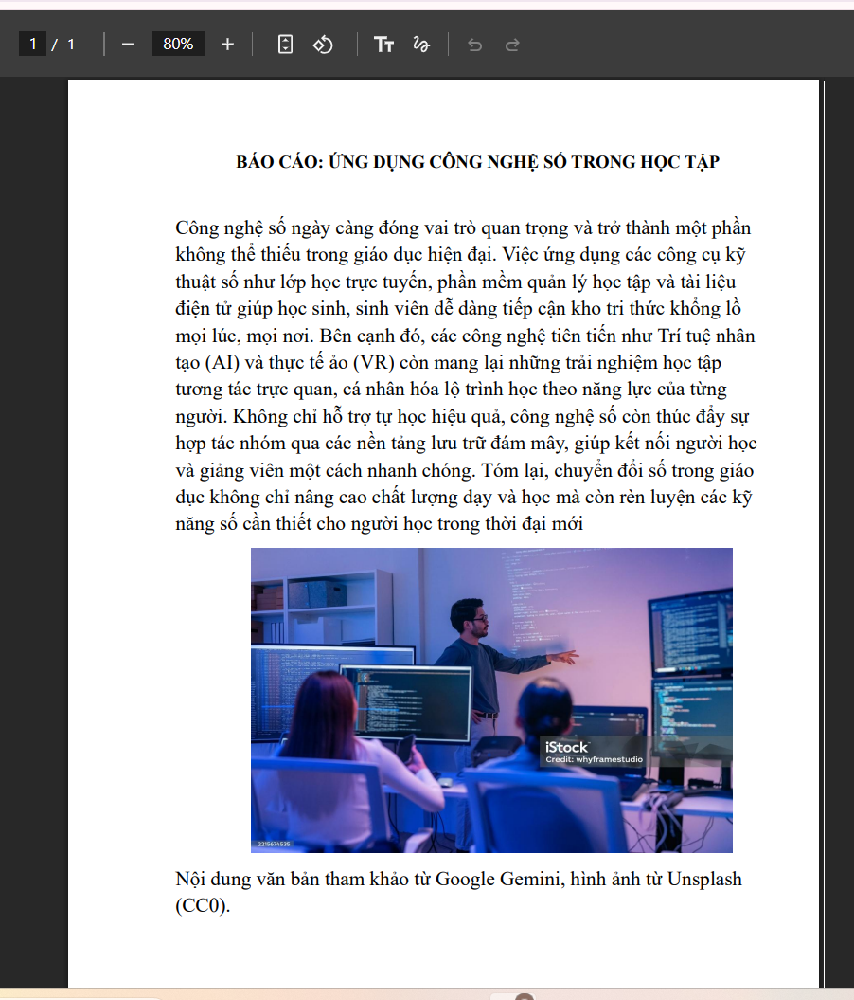 1 / 1
80%
BÁO CÁO: ỨNG DỤNG CÔNG NGHỆ SỐ TRONG HỌC TẬP
Công nghệ số ngày càng đóng vai trò quan trọng và trở thành một phần
không thể thiếu trong giáo dục hiện đại. Việc ứng dụng các công cụ kỹ
thuật số như lớp học trực tuyến, phần mềm quản lý học tập và tài liệu
điện tử giúp học sinh, sinh viên dễ dàng tiếp cận kho tri thức khổng lồ
mọi lúc, mọi nơi. Bên cạnh đó, các công nghệ tiên tiến như Trí tuệ nhân
tạo (AI) và thực tế ảo (VR) còn mang lại những trải nghiệm học tập
tương tác trực quan, cá nhân hóa lộ trình học theo năng lực của từng
người. Không chỉ hỗ trợ tự học hiệu quả, công nghệ số còn thúc đẩy sự
hợp tác nhóm qua các nền tảng lưu trữ đám mây, giúp kết nối người học
và giảng viên một cách nhanh chóng. Tóm lại, chuyển đổi số trong giáo
dục không chỉ nâng cao chất lượng dạy và học mà còn rèn luyện các kỹ
năng số cần thiết cho người học trong thời đại mới
iStock
Credit: whyframestudio
2215674535
Nội dung văn bản tham khảo từ Google Gemini, hình ảnh từ Unsplash
(CC0).